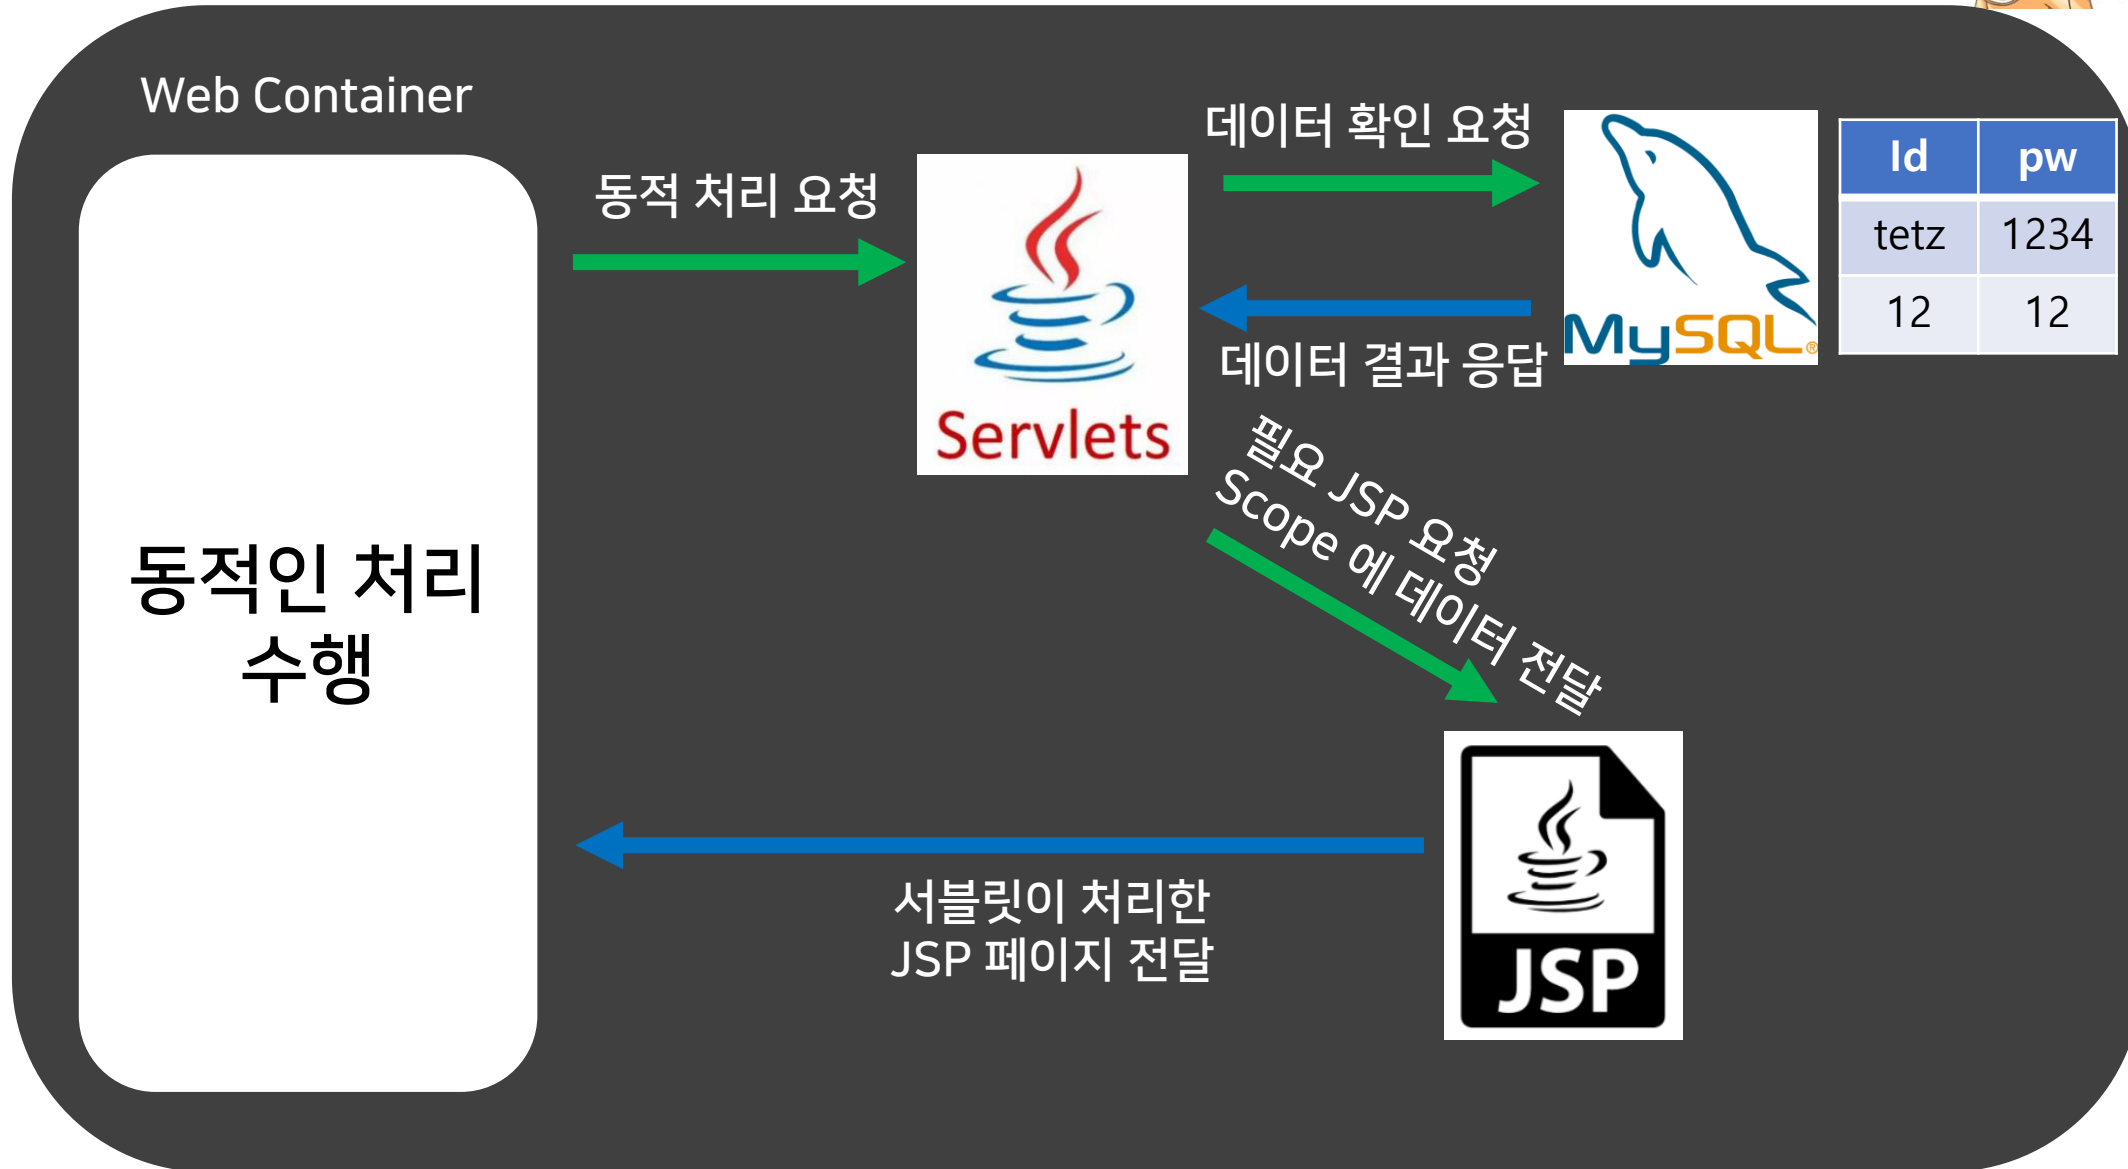 Web Container
동적인 처리
수행
동적 처리 요청
Servlets
데이터 확인 요청
데이터 결과 응답
MySQL®
Id pw
tetz 1234
12 12
필요 JSP 요청
Scope 에 데이터 전달
JSP
서블릿이 처리한
JSP 페이지 전달